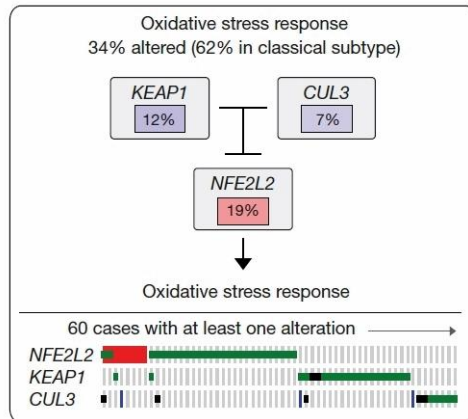 Oxidative stress response
34% altered (62% in classical subtype)
KEAP1 CUL3
12% 7%
NFE2L2
19%
Oxidative stress response
60 cases with at least one alteration
NFE2L2
KEAP1
CUL3